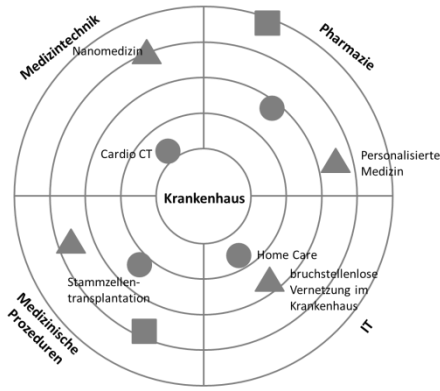 Medizintechnik
Pharmazie
Nanomedizin
Cardio CT
Personalisierte
Medizin
Krankenhaus
Home Care
Stammzellen-
transplantation
bruchstellenlose
Vernetzung im
Krankenhaus
Medizinische
Prozeduren
IT